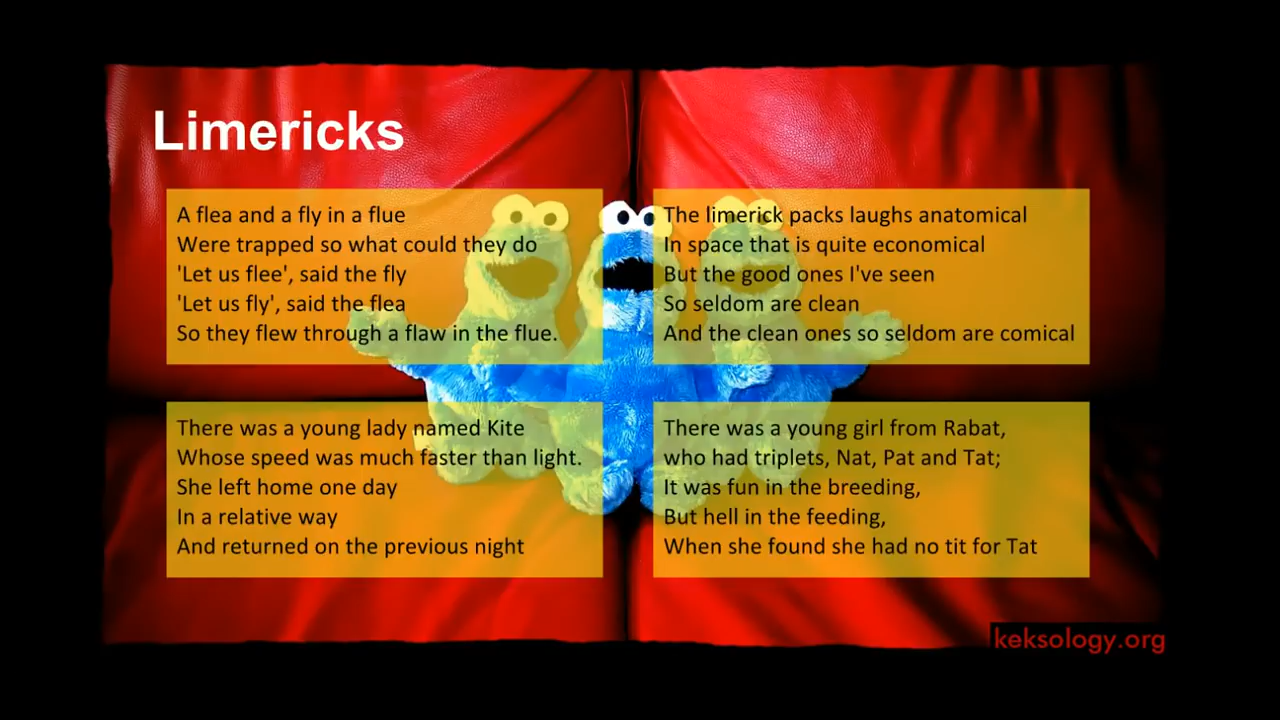 Limericks
A flea and a fly in a flue
Were trapped so what could they do
'Let us flee', said the fly
'Let us fly', said the flea
So they flew through a flaw in the flue.
The limerick packs laughs anatomical
In space that is quite economical
But the good ones I've seen
So seldom are clean
And the clean ones so seldom are comical
There was a young lady named Kite
Whose speed was much faster than light.
She left home one day
In a relative way
And returned on the previous night
There was a young girl from Rabat,
who had triplets, Nat, Pat and Tat;
It was fun in the breeding,
But hell in the feeding,
When she found she had no tit for Tat
keksology.org